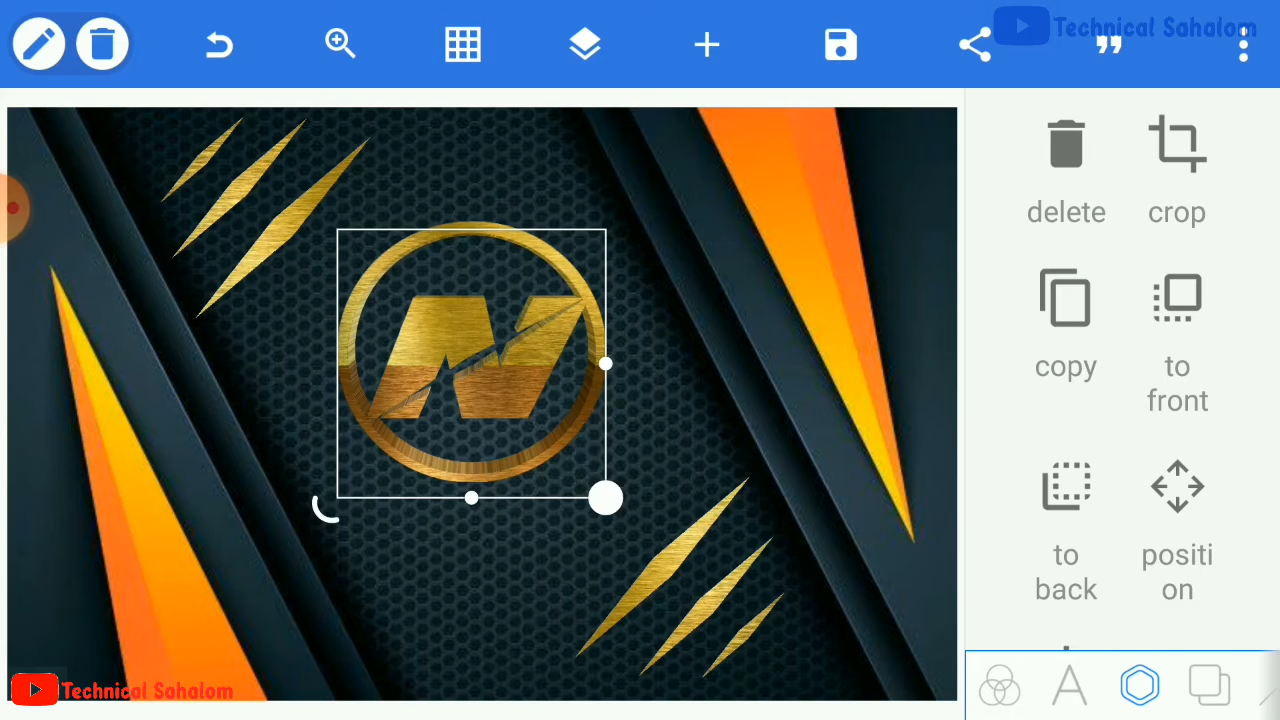 Technical Sahalom
delete
crop
copy
to
front
to
back
positi
on
N
Technical Sahalom